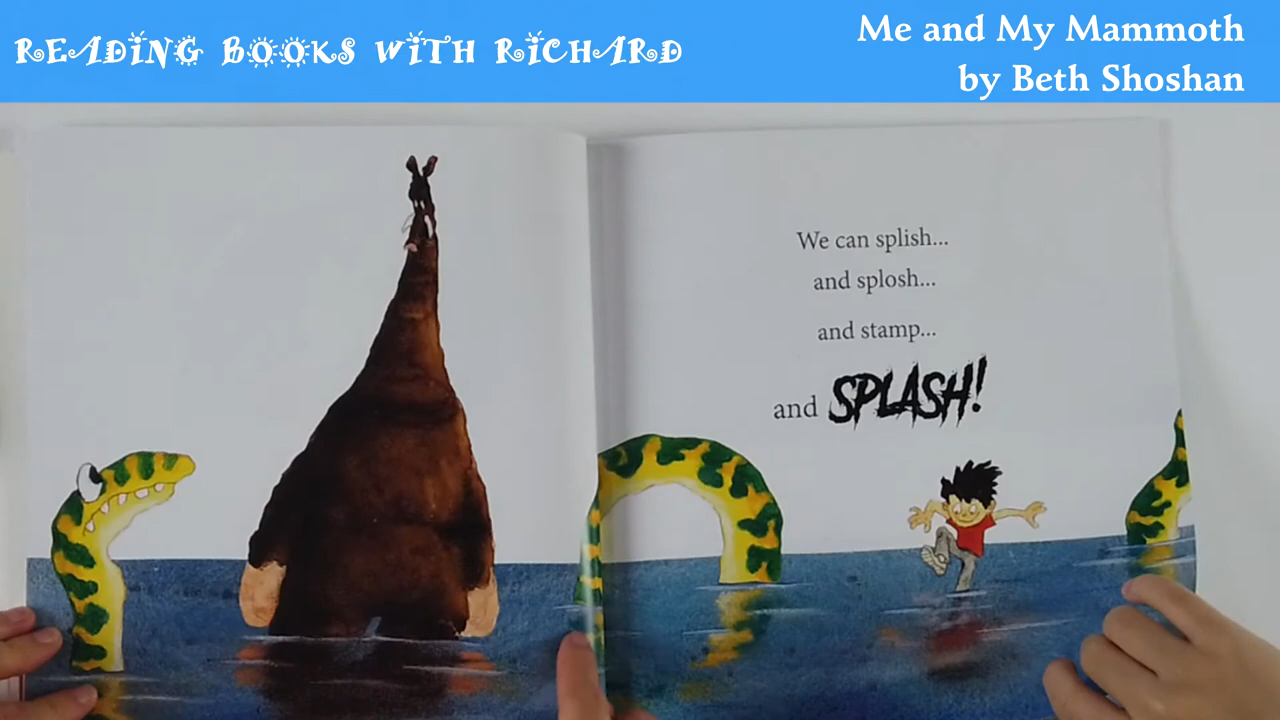 READING BOOKS WITH RICHARD
Me and My Mammoth
by Beth Shoshan
We can splish...
and splosh...
and stamp...
and SPLASH!